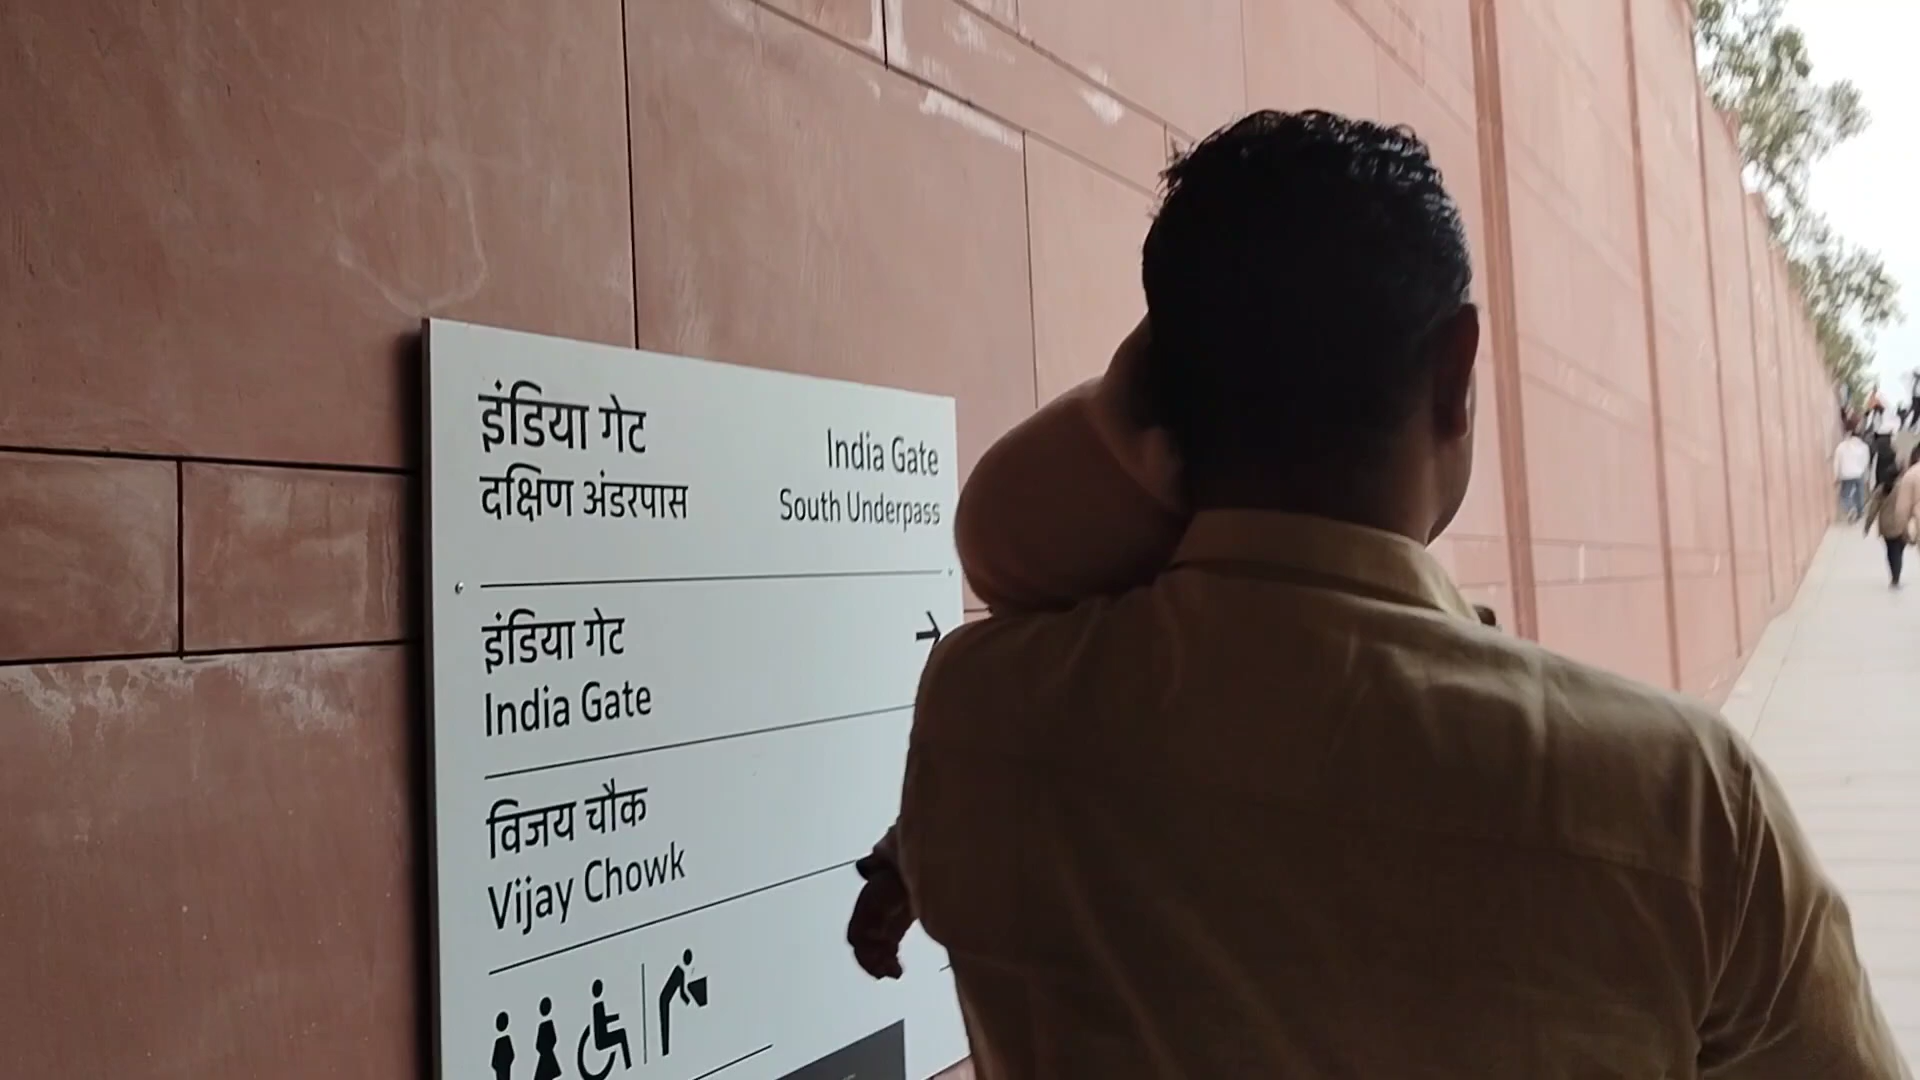 इंडिया गेट
दक्षिण अंडरपास
India Gate
South Underpass
इंडिया गेट
India Gate
विजय चौक
Vijay Chowk